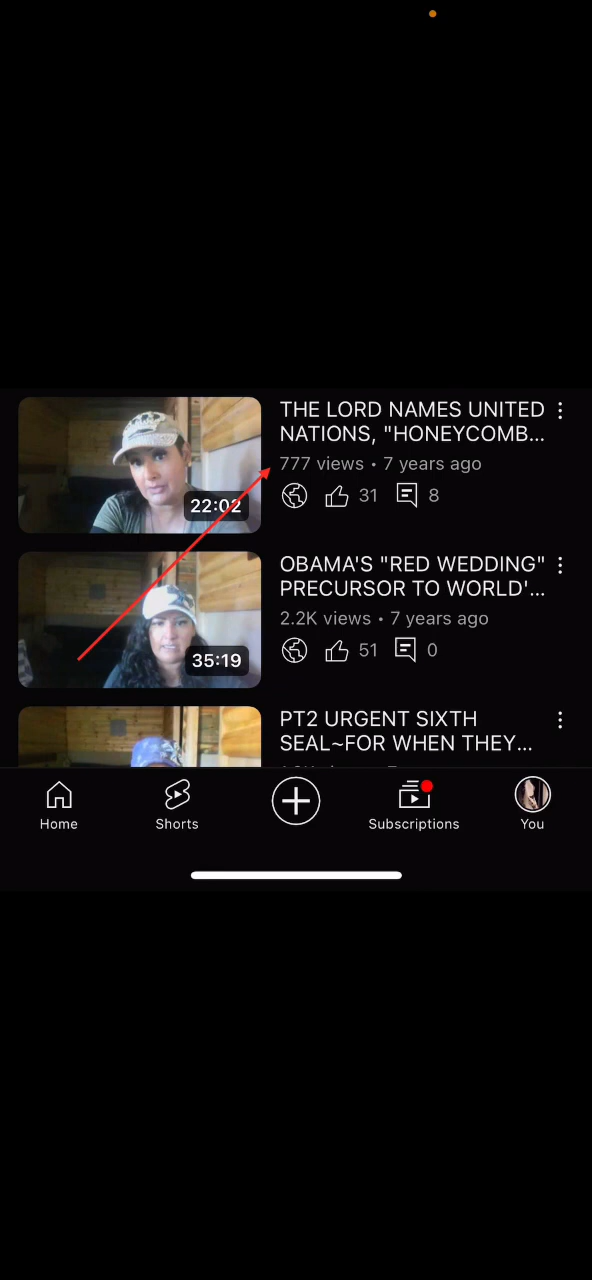 THE LORD NAMES UNITED
NATIONS, "HONEYCOMB...
777 views • 7 years ago
31 8
22:02
OBAMA'S "RED WEDDING"
PRECURSOR TO WORLD'...
2.2K views • 7 years ago
51 0
35:19
PT2 URGENT SIXTH
SEAL~FOR WHEN THEY...
Home Shorts Subscriptions You